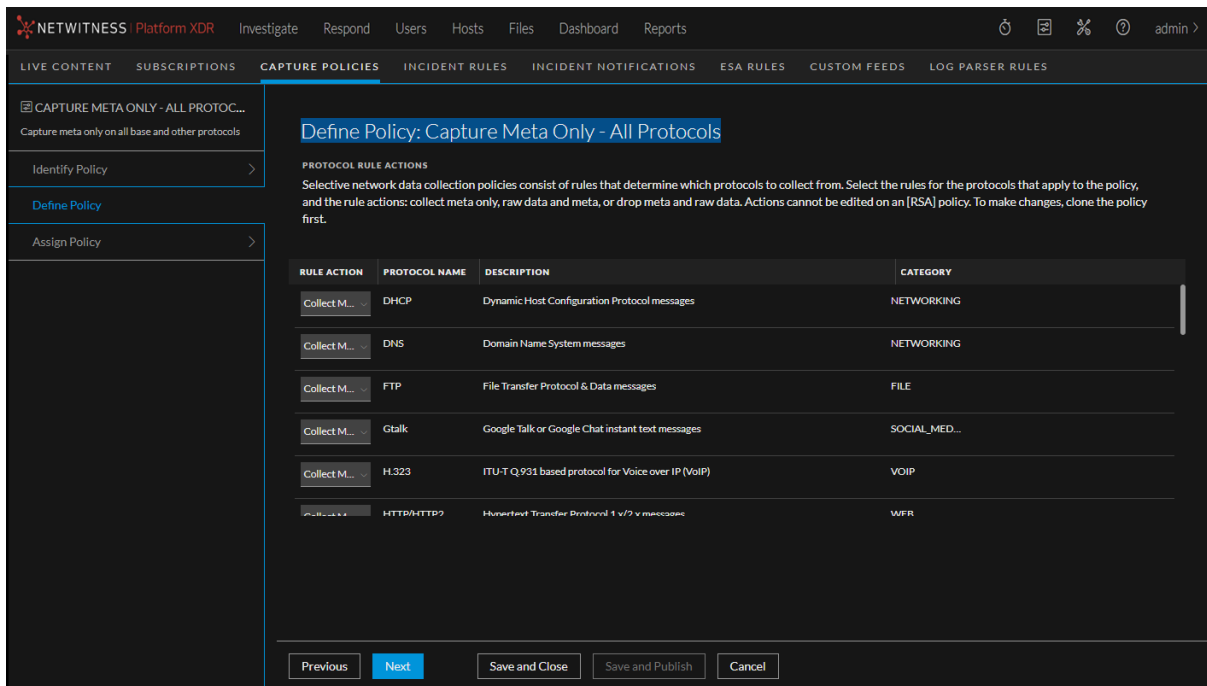 NETWITNESS Platform XDR Investigate Respond Users Hosts Files Dashboard Reports admin >
LIVE CONTENT SUBSCRIPTIONS CAPTURE POLICIES INCIDENT RULES INCIDENT NOTIFICATIONS ESA RULES CUSTOM FEEDS LOG PARSER RULES
CAPTURE META ONLY - ALL PROTOC...
Capture meta only on all base and other protocols
Identify Policy
Define Policy
Assign Policy
Define Policy: Capture Meta Only - All Protocols
PROTOCOL RULE ACTIONS
Selective network data collection policies consist of rules that determine which protocols to collect from. Select the rules for the protocols that apply to the policy,
and the rule actions: collect meta only, raw data and meta, or drop meta and raw data. Actions cannot be edited on an [RSA] policy. To make changes, clone the policy
first.
RULE ACTION PROTOCOL NAME DESCRIPTION CATEGORY
Collect M... DHCP Dynamic Host Configuration Protocol messages NETWORKING
Collect M... DNS Domain Name System messages NETWORKING
Collect M... FTP File Transfer Protocol & Data messages FILE
Collect M... Gtalk Google Talk or Google Chat instant text messages SOCIAL_MED...
Collect M... H.323 ITU-T Q.931 based protocol for Voice over IP (VoIP) VOIP
Collect M... HTTP/HTTP2 Hypertext Transfer Protocol 1.x/2.x messages WEB
Previous Next Save and Close Save and Publish Cancel